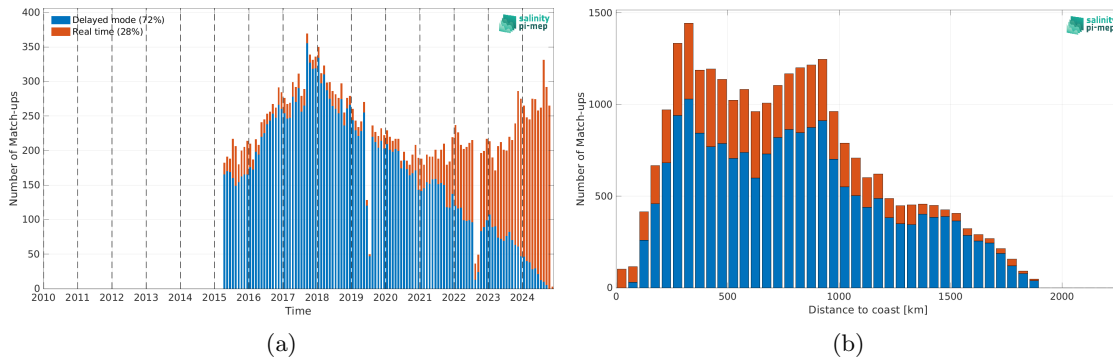 Delayed mode (72%)
Real time (28%)
salinity
pi-mep
Number of Match-ups
400
350
300
250
200
150
100
50
0
2010 2011 2012 2013 2014 2015 2016 2017 2018 2019 2020 2021 2022 2023 2024
Time
(a)
salinity
pi-mep
Number of Match-ups
1500
1000
500
0
0 500 1000 1500 2000
Distance to coast [km]
(b)